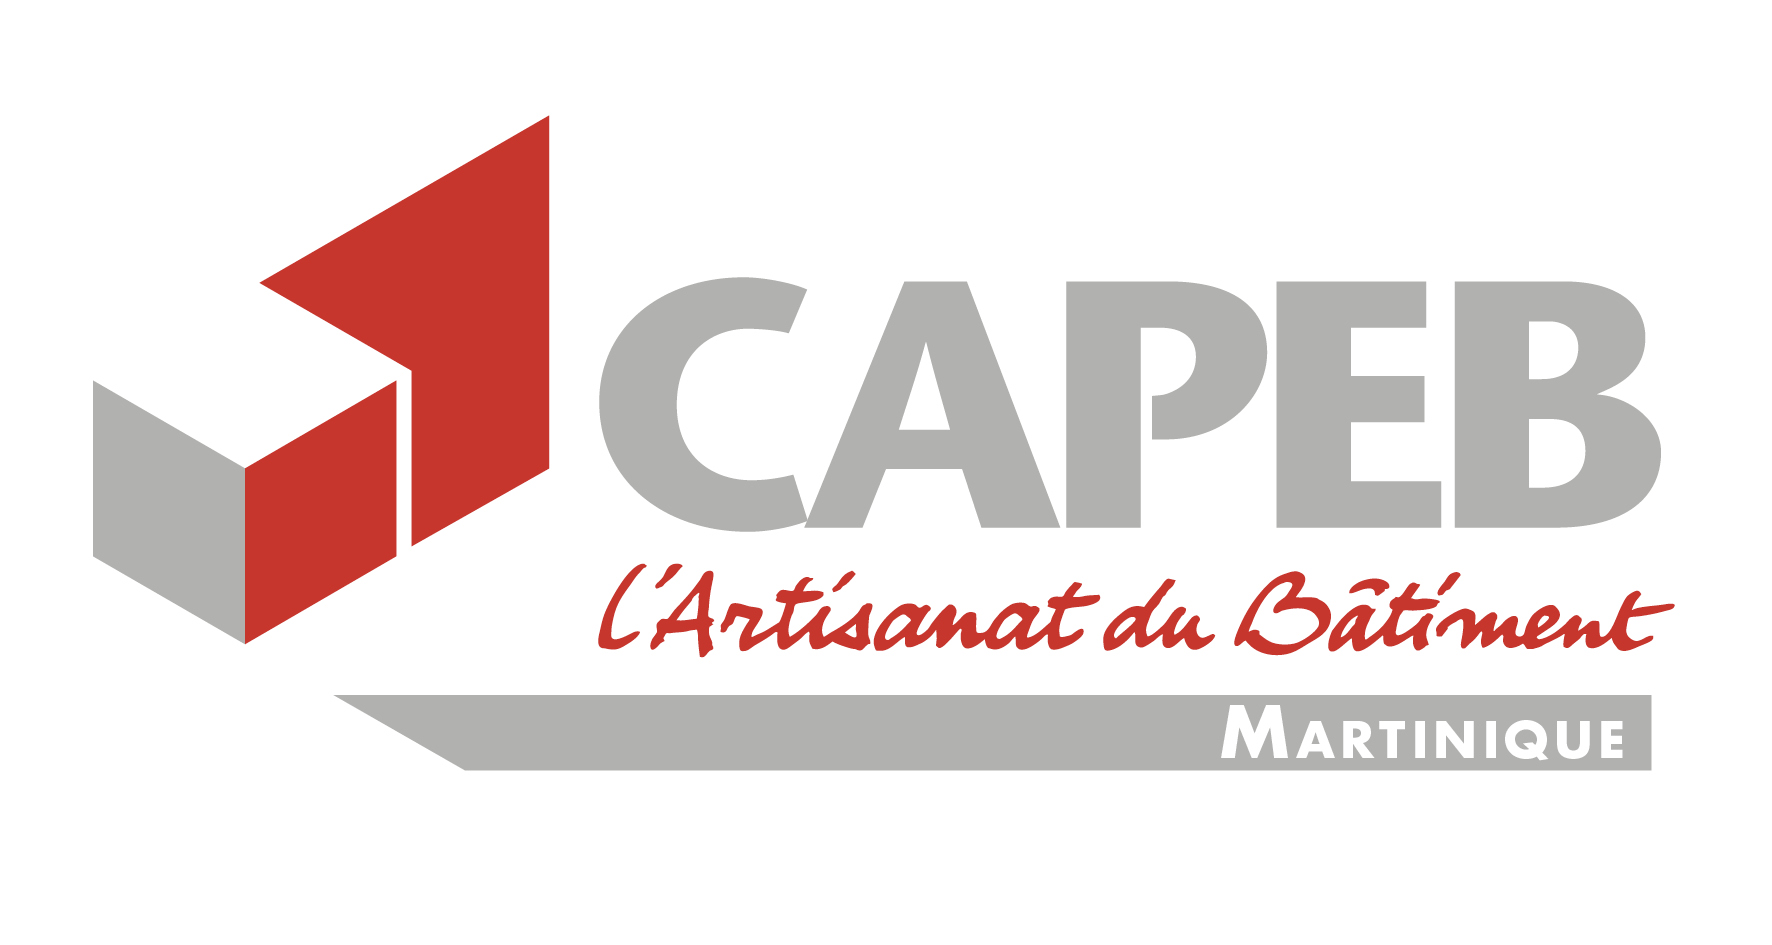 CAPEB
L'Artisanat du Bâtiment
MARTINIQUE